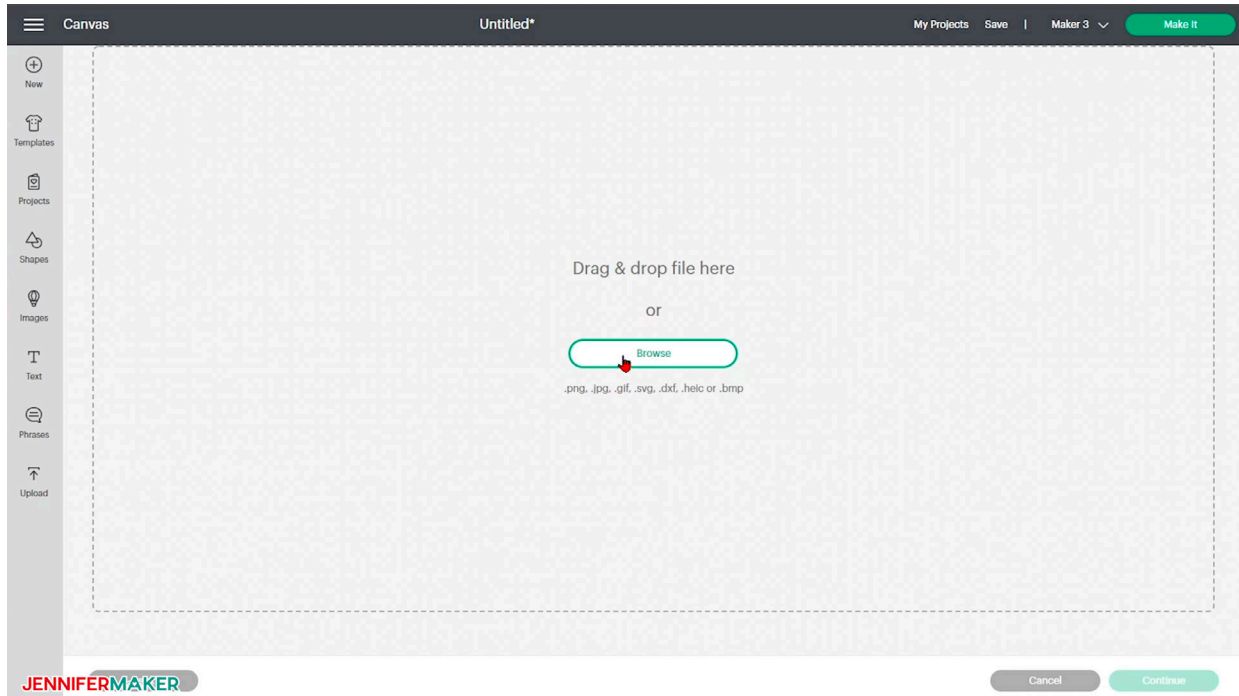 Canvas
Untitled*
My Projects Save | Maker 3
Make It
New
Templates
Projects
Shapes
Images
Text
Phrases
Upload
Drag & drop file here
or
Browse
.png, .jpg, .gif, .svg, .dxf, .heic or .bmp
JENNIFERMAKER
Cancel
Continue